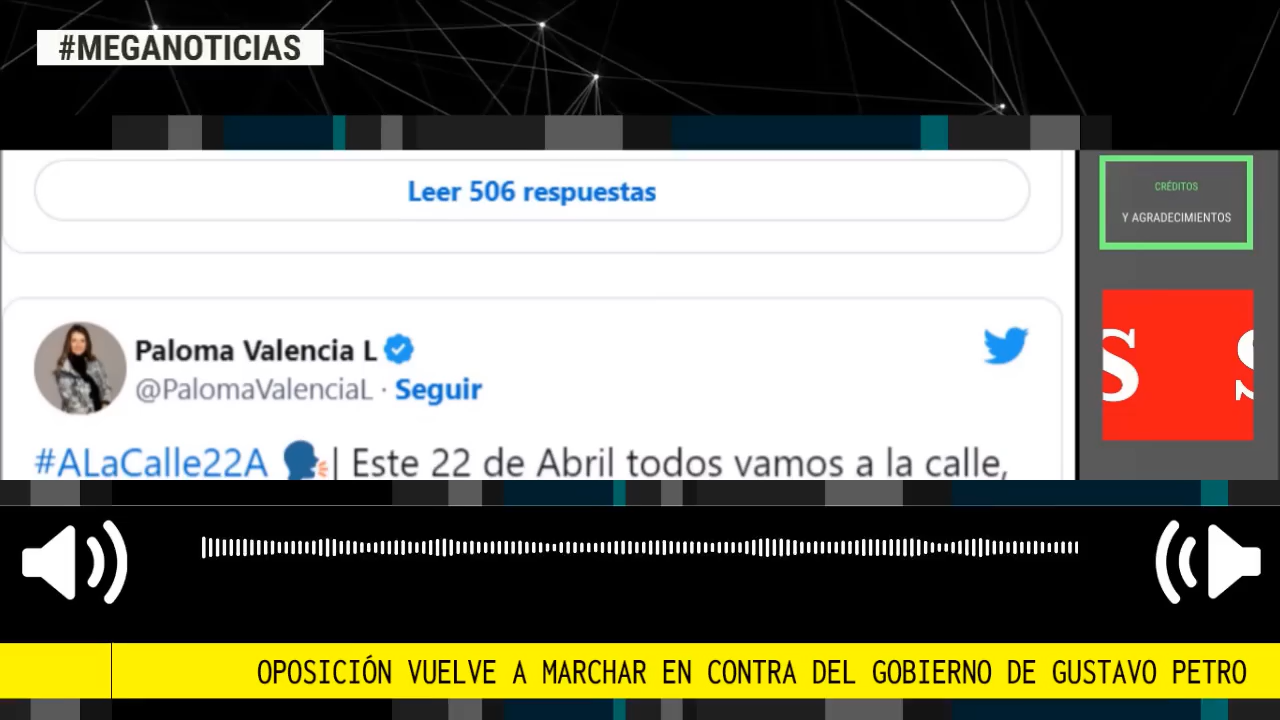 #MEGANOTICIAS
Leer 506 respuestas
CRÉDITOS
Y AGRADECIMIENTOS
Paloma Valencia L
@PalomaValenciaL · Seguir
S S
#ALaCalle22A 🗣️| Este 22 de Abril todos vamos a la calle,
OPOSICIÓN VUELVE A MARCHAR EN CONTRA DEL GOBIERNO DE GUSTAVO PETRO